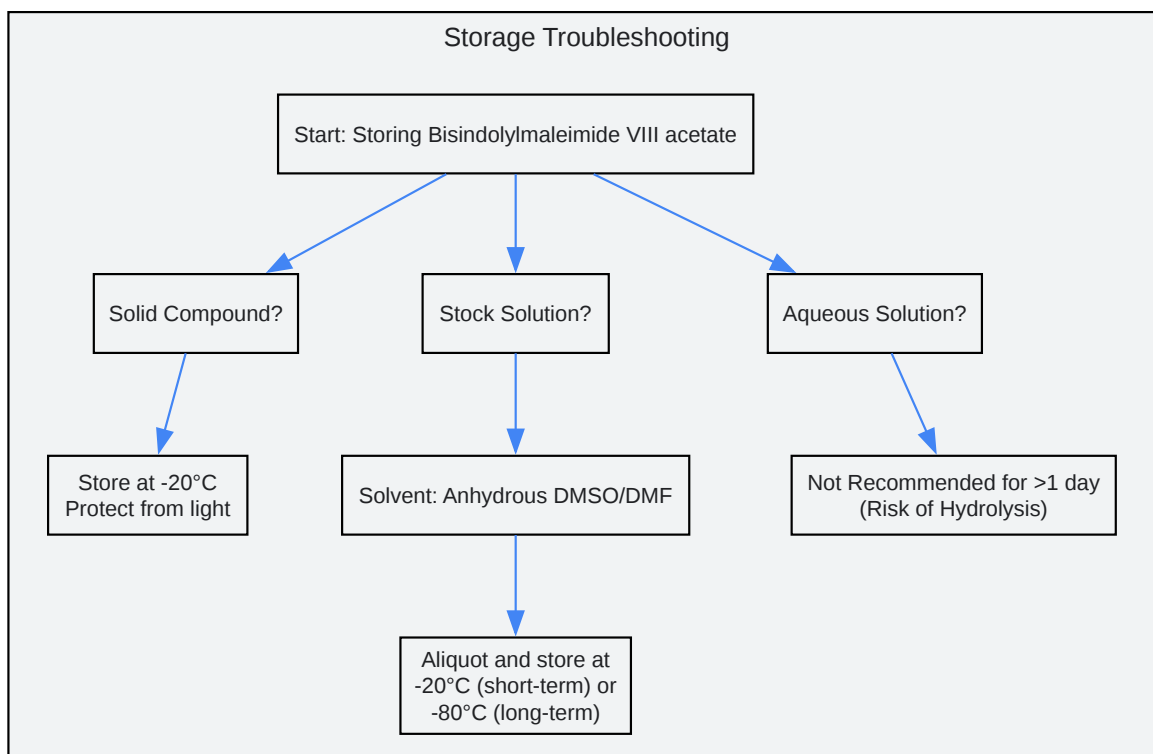 Storage Troubleshooting
Start: Storing Bisindolylmaleimide VIII acetate
Solid Compound?
Stock Solution?
Aqueous Solution?
Store at -20°C
Protect from light
Solvent: Anhydrous DMSO/DMF
Not Recommended for >1 day
(Risk of Hydrolysis)
Aliquot and store at
-20°C (short-term) or
-80°C (long-term)